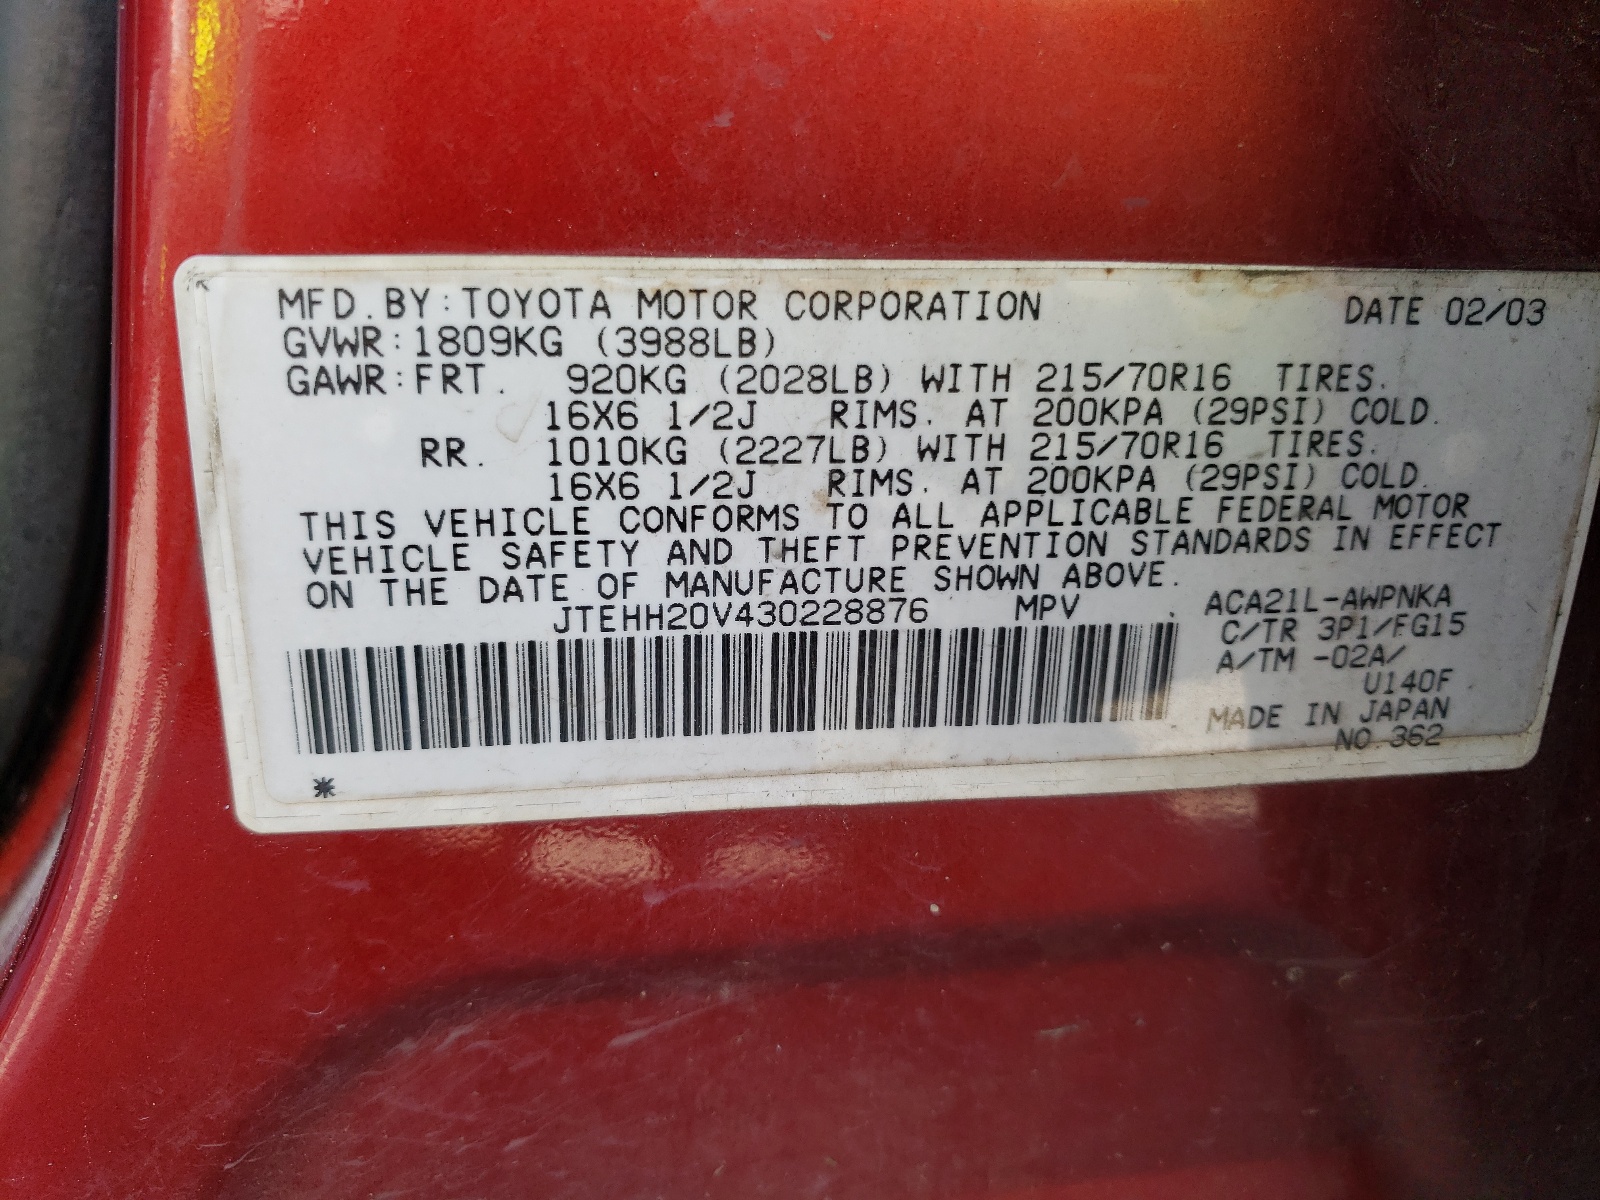 MFD. BY: TOYOTA MOTOR CORPORATION DATE 02/03
GVWR: 1809KG (3988LB)
GAWR: FRT. 920KG (2028LB) WITH 215/70R16 TIRES.
16X6 1/2J RIMS. AT 200KPA (29PSI) COLD.
RR. 1010KG (2227LB) WITH 215/70R16 TIRES.
16X6 1/2J RIMS. AT 200KPA (29PSI) COLD.
THIS VEHICLE CONFORMS TO ALL APPLICABLE FEDERAL MOTOR
VEHICLE SAFETY AND THEFT PREVENTION STANDARDS IN EFFECT
ON THE DATE OF MANUFACTURE SHOWN ABOVE.
JTEHH20V430228876 MPV
ACA21L-AWPNKA
C/TR 3P1/FG15
A/TM -02A/
U140F
MADE IN JAPAN
NO.362
*